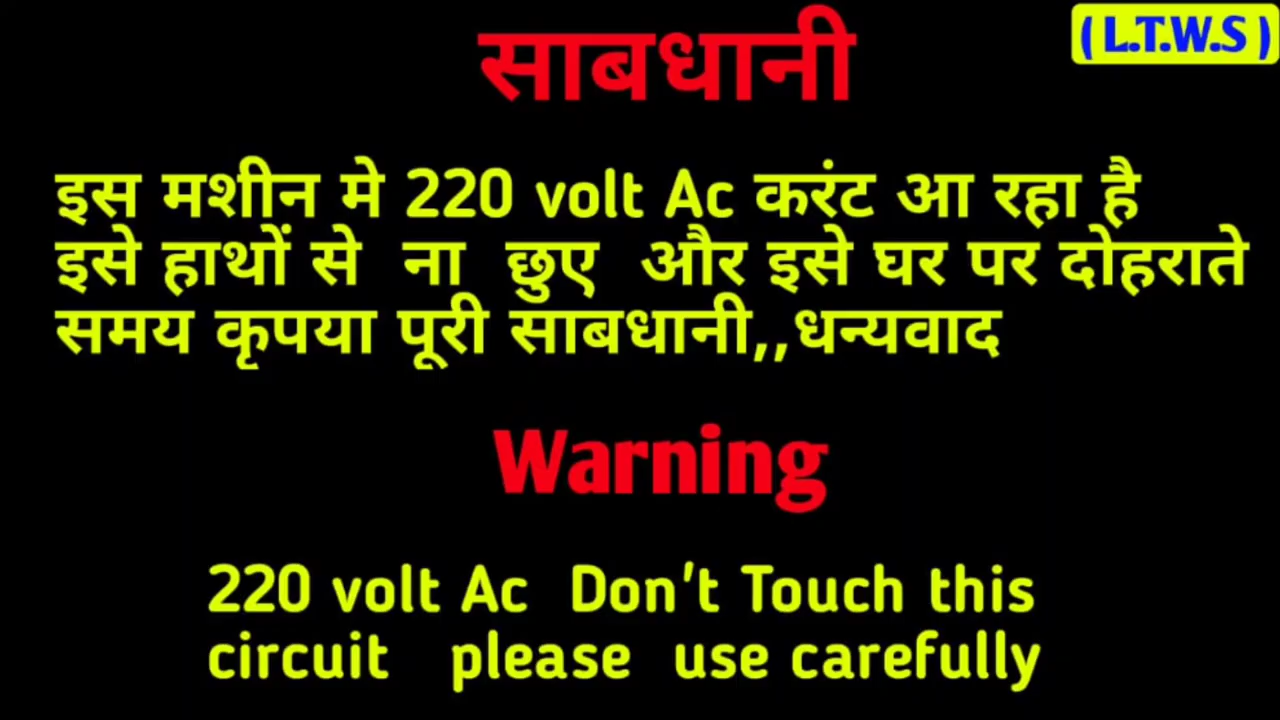 साबधानी
( L.T.W.S )
इस मशीन मे 220 volt Ac करंट आ रहा है
इसे हाथों से ना छुए और इसे घर पर दोहराते
समय कृपया पूरी साबधानी,,धन्यवाद
Warning
220 volt Ac Don't Touch this
circuit please use carefully